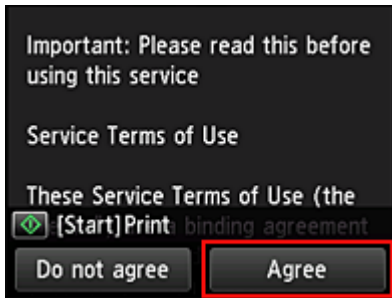 Important: Please read this before
using this service
Service Terms of Use
These Service Terms of Use (the
[Start]Print a binding agreement
Do not agree
Agree